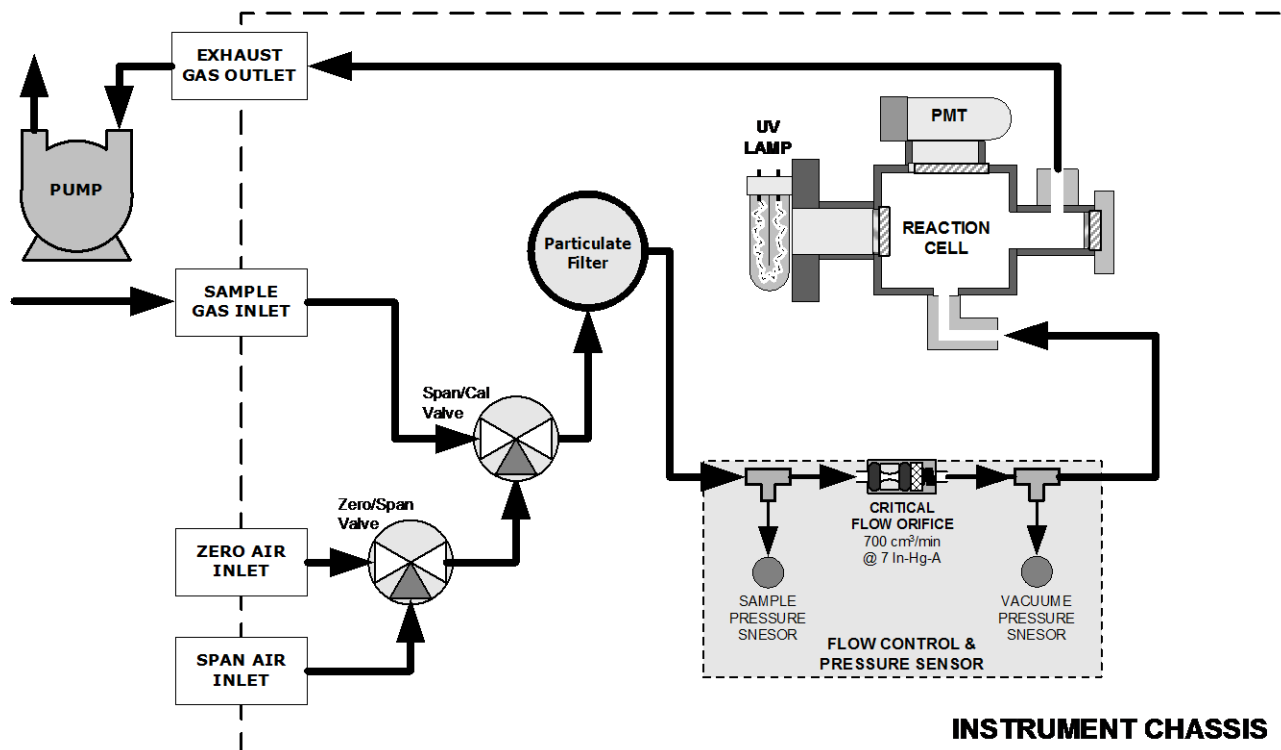 EXHAUST
GAS OUTLET
PUMP
UV
LAMP
PMT
REACTION
CELL
Particulate
Filter
SAMPLE
GAS INLET
Span/Cal
Valve
Zero/Span
Valve
ZERO AIR
INLET
SPAN AIR
INLET
CRITICAL
FLOW ORIFICE
700 cm³/min
@ 7 In-Hg-A
SAMPLE
PRESSURE
SNESOR
VACUUME
PRESSURE
SNESOR
FLOW CONTROL &
PRESSURE SENSOR
INSTRUMENT CHASSIS